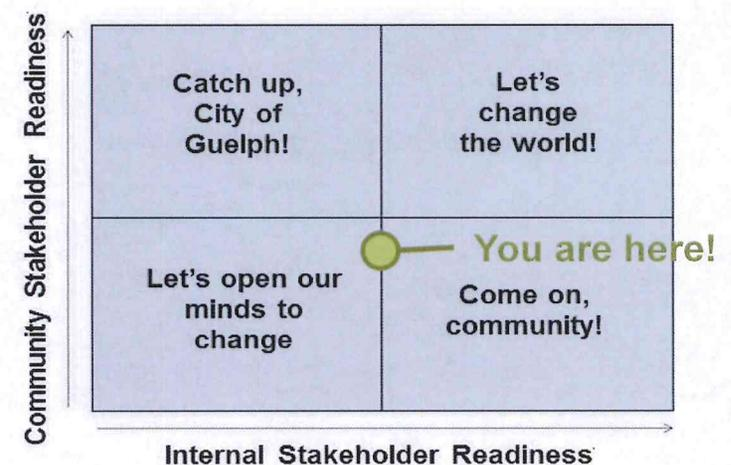 Community Stakeholder Readiness
Catch up,
City of
Guelph!
Let's
change
the world!
You are here!
Let's open our
minds to
change
Come on,
community!
Internal Stakeholder Readiness